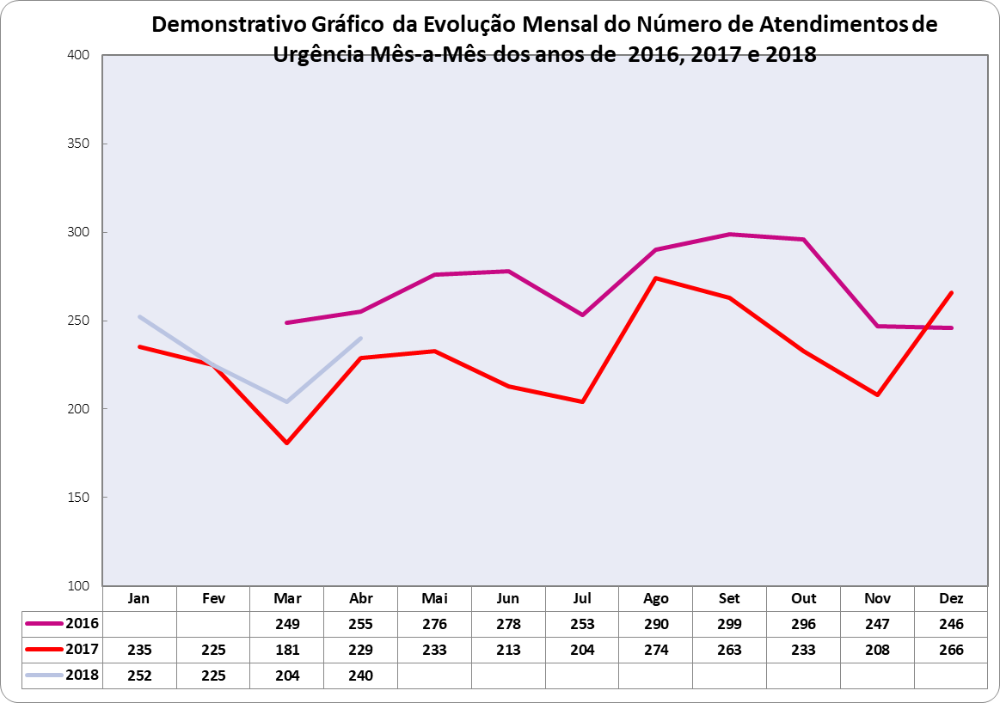 Demonstrativo Gráfico da Evolução Mensal do Número de Atendimentos de
Urgência Mês-a-Mês dos anos de 2016, 2017 e 2018
400
350
300
250
200
150
100
Jan Fev Mar Abr Mai Jun Jul Ago Set Out Nov Dez
2016 249 255 276 278 253 290 299 296 247 246
2017 235 225 181 229 233 213 204 274 263 233 208 266
2018 252 225 204 240